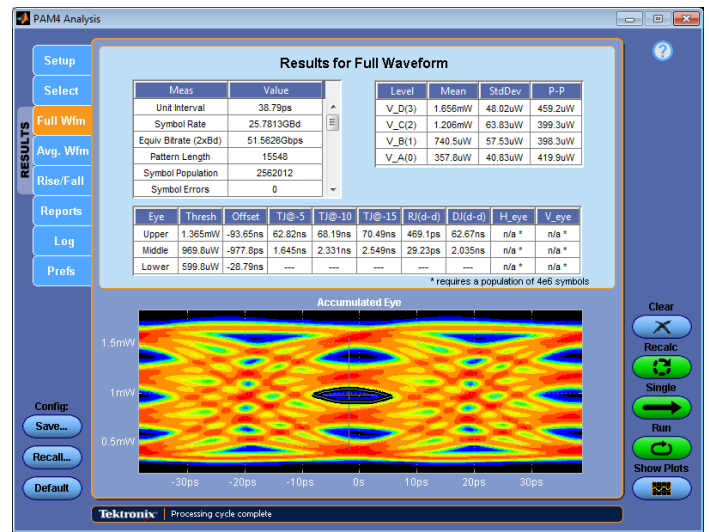 PAM4 Analysis
Setup
Select
Full Wfm
Avg. Wfm
Rise/Fall
Reports
Log
Prefs
RESULTS
Config:
Save...
Recall...
Default
Results for Full Waveform
Meas Value
Unit Interval 38.79ps
Symbol Rate 25.7813GBd
Equiv Bitrate (2xBd) 51.5626Gbps
Pattern Length 15548
Symbol Population 2562012
Symbol Errors 0
Level Mean StdDev P-P
V_D(3) 1.656mW 48.02uW 459.2uW
V_C(2) 1.206mW 63.83uW 399.3uW
V_B(1) 740.5uW 57.53uW 398.3uW
V_A(0) 357.8uW 40.83uW 419.9uW
Eye Thresh Offset TJ@-5 TJ@-10 TJ@-15 RJ(d-d) DJ(d-d) H_eye V_eye
Upper 1.365mW -93.65ns 62.82ns 68.19ns 70.49ns 469.1ps 62.67ns n/a * n/a *
Middle 969.8uW -977.8ps 1.645ns 2.331ns 2.549ns 29.23ps 2.035ns n/a * n/a *
Lower 599.8uW -28.79ns --- --- --- --- --- n/a * n/a *
* requires a population of 4e6 symbols
Accumulated Eye
1.5mW
1mW
0.5mW
-30ps -20ps -10ps 0s 10ps 20ps 30ps
?
Clear
Recalc
Single
Run
Show Plots
Tektronix Processing cycle complete